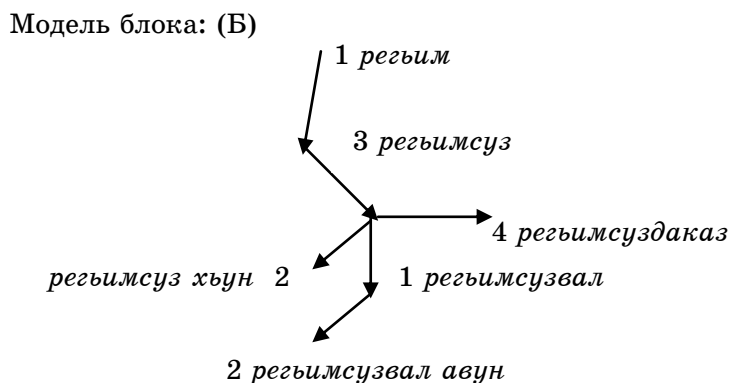 Модель блока: (Б)
1 регьим
3 регьимсуз
4 регьимсуздаказ
регьимсуз хьун 2
1 регьимсузвал
2 регьимсузвал авун